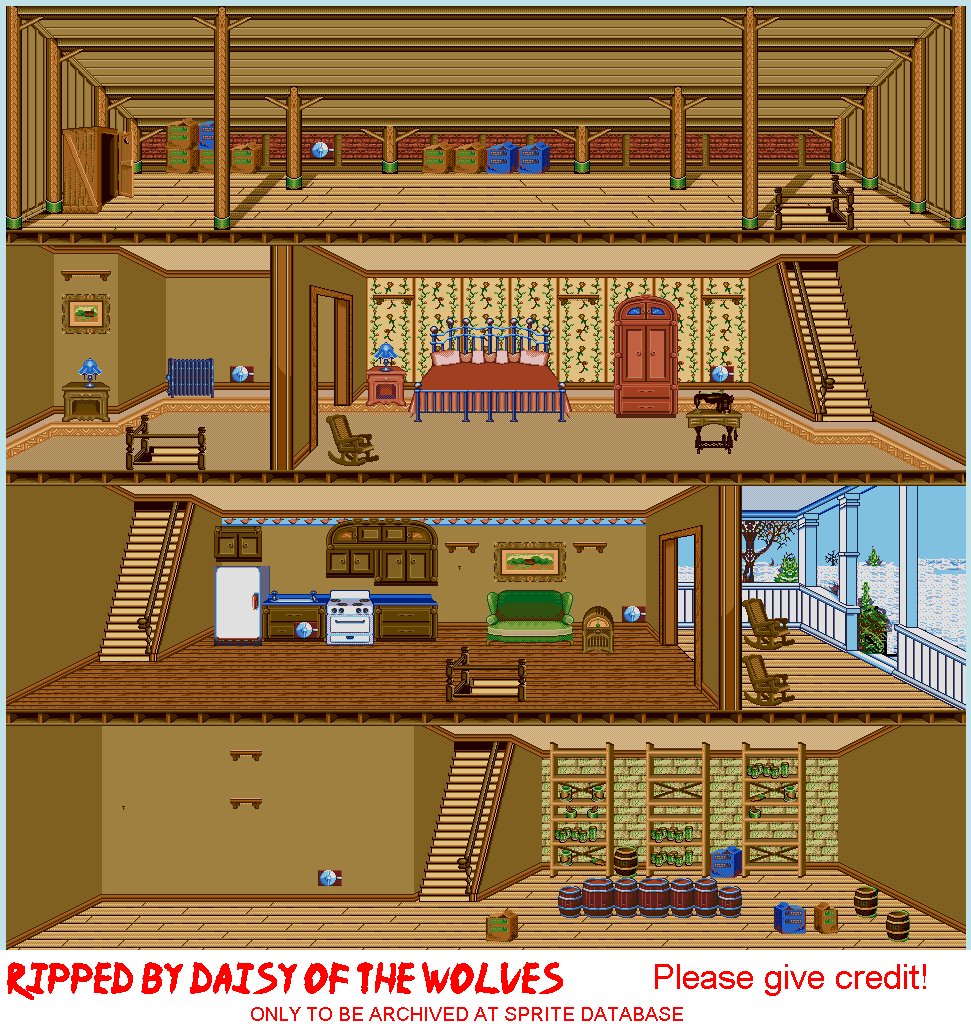 RIPPED BY DAISY OF THE WOLVES
Please give credit!
ONLY TO BE ARCHIVED AT SPRITE DATABASE